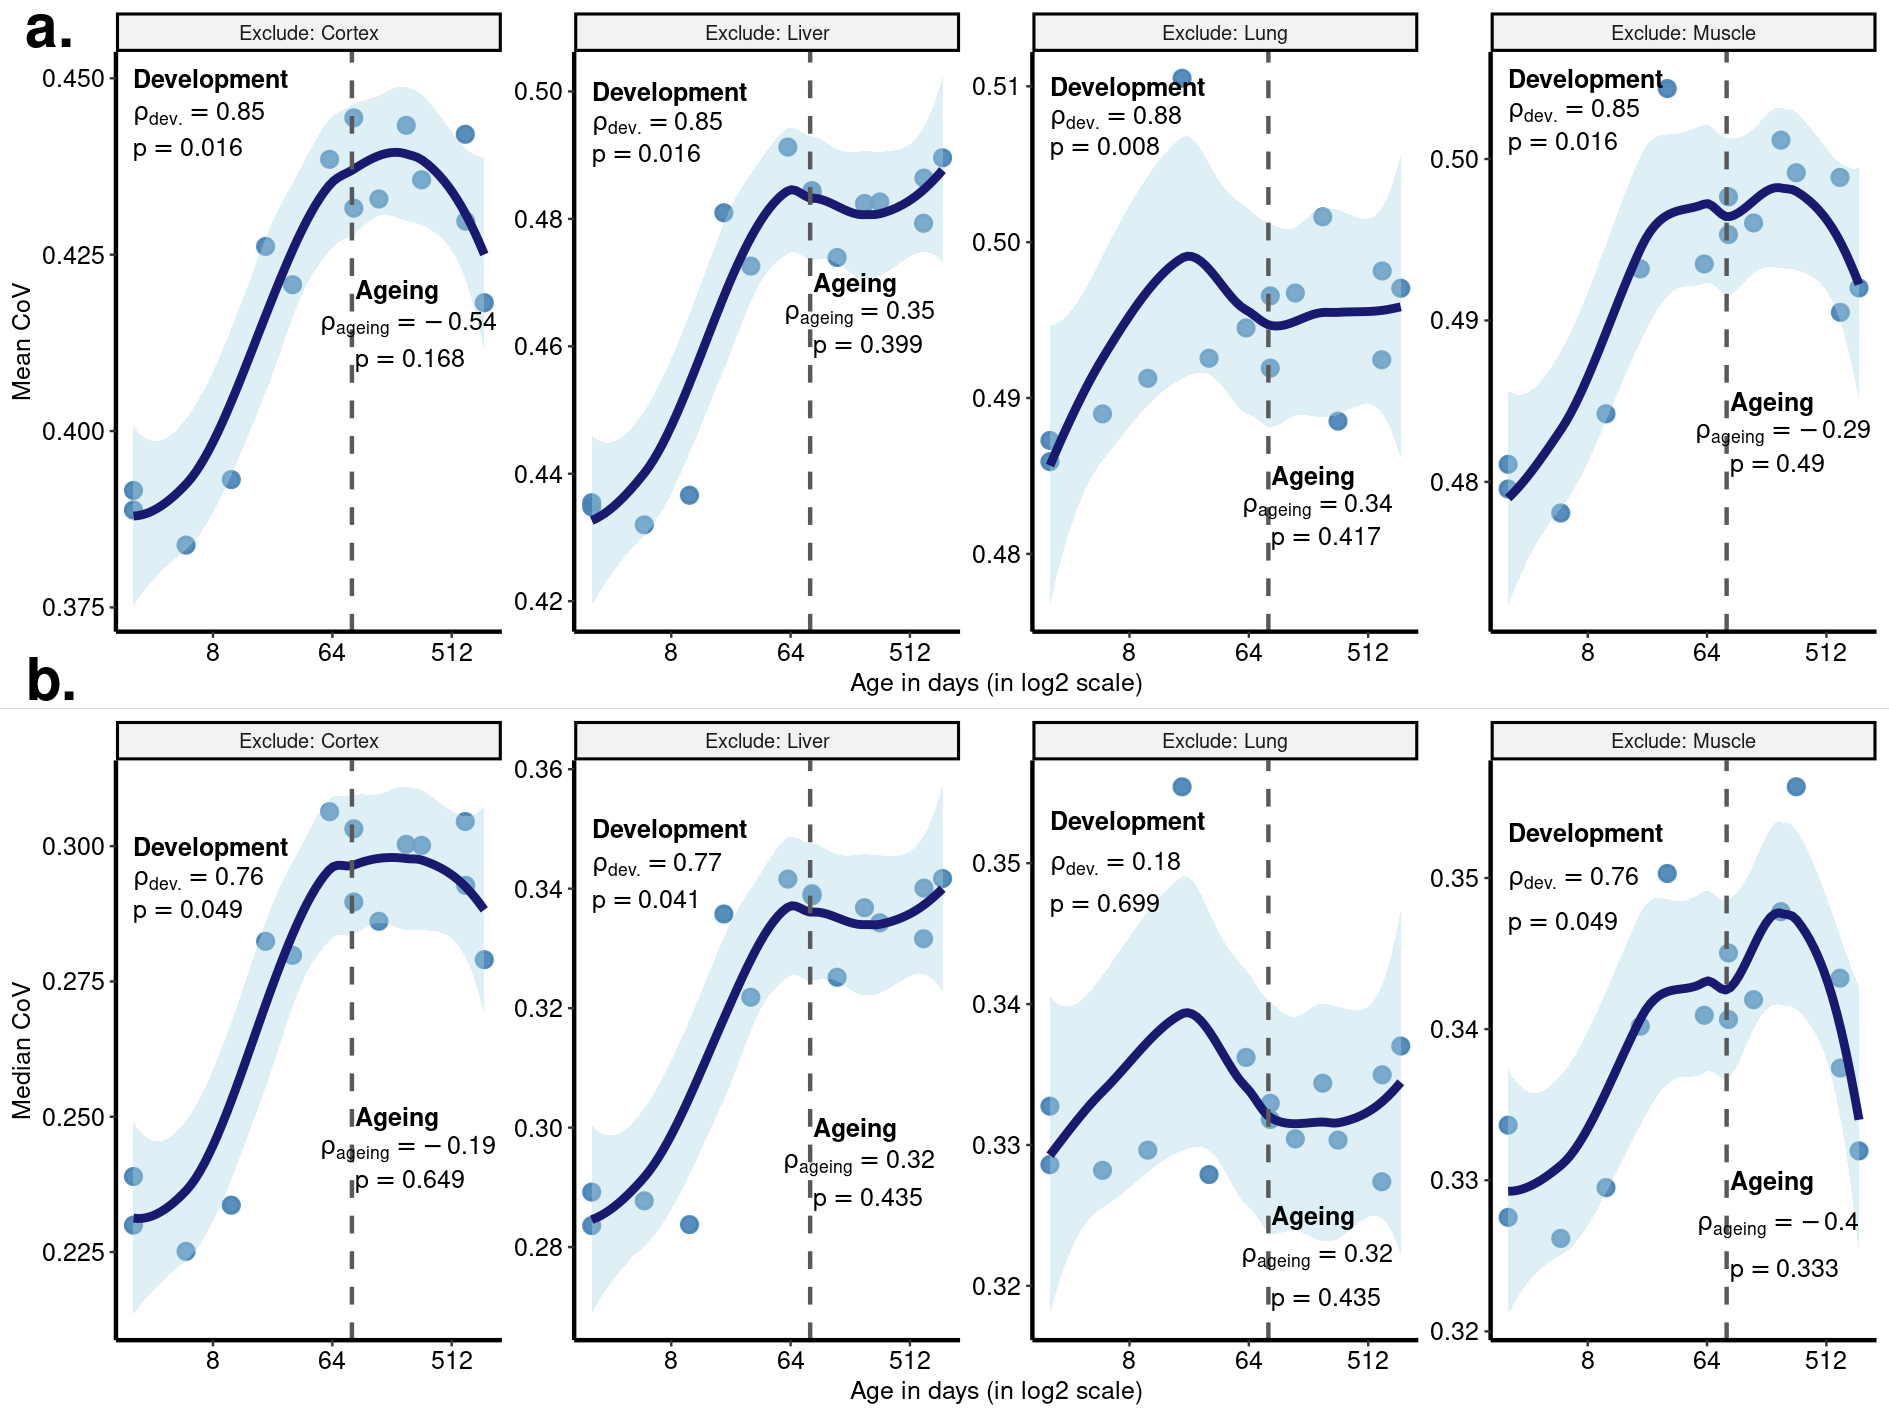 a.
Exclude: Cortex
Exclude: Liver
Exclude: Lung
Exclude: Muscle
Mean CoV
0.450
0.425
0.400
0.375
Development
ρdev. = 0.85
p = 0.016
Ageing
ρageing = −0.54
p = 0.168
8 64 512
0.50
0.48
0.46
0.44
0.42
Development
ρdev. = 0.85
p = 0.016
Ageing
ρageing = 0.35
p = 0.399
8 64 512
0.51
0.50
0.49
0.48
Development
ρdev. = 0.88
p = 0.008
Ageing
ρageing = 0.34
p = 0.417
8 64 512
0.50
0.49
0.48
Development
ρdev. = 0.85
p = 0.016
Ageing
ρageing = −0.29
p = 0.49
8 64 512
Age in days (in log2 scale)
b.
Exclude: Cortex
Exclude: Liver
Exclude: Lung
Exclude: Muscle
Median CoV
0.300
0.275
0.250
0.225
Development
ρdev. = 0.76
p = 0.049
Ageing
ρageing = −0.19
p = 0.649
8 64 512
0.36
0.34
0.32
0.30
0.28
Development
ρdev. = 0.77
p = 0.041
Ageing
ρageing = 0.32
p = 0.435
8 64 512
0.35
0.34
0.33
0.32
Development
ρdev. = 0.18
p = 0.699
Ageing
ρageing = 0.32
p = 0.435
8 64 512
0.35
0.34
0.33
0.32
Development
ρdev. = 0.76
p = 0.049
Ageing
ρageing = −0.4
p = 0.333
8 64 512
Age in days (in log2 scale)